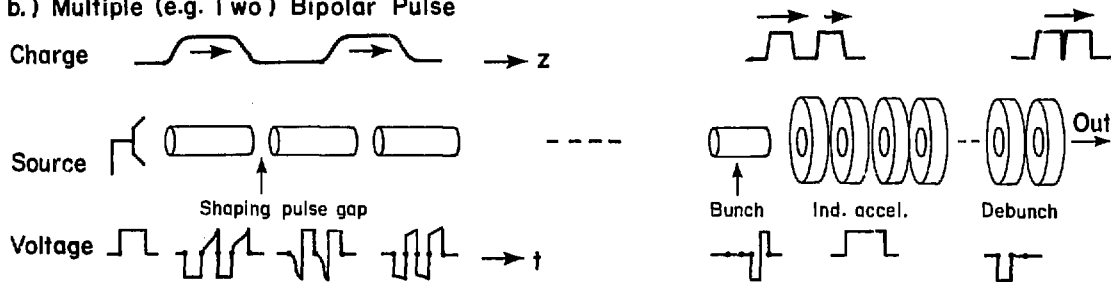 b.) Multiple (e.g. Two) Bipolar Pulse
Charge
z
Source
Out
Shaping pulse gap
Bunch Ind. accel. Debunch
Voltage
t